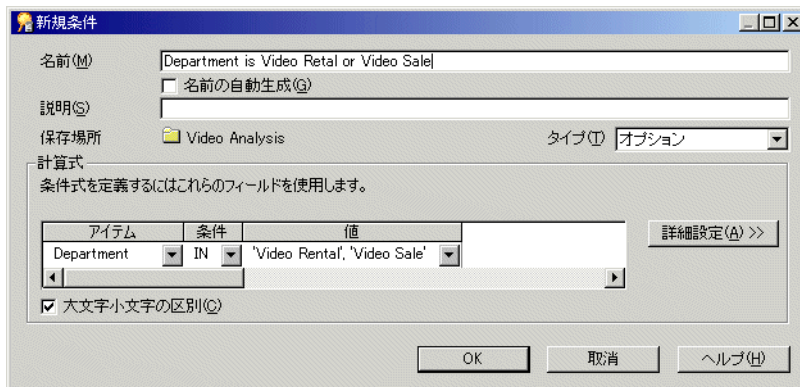 新規条件
名前(M) Department is Video Retal or Video Sale
名前の自動生成(G)
説明(S)
保存場所 Video Analysis タイプ(T) オプション
計算式
条件式を定義するにはこれらのフィールドを使用します。
アイテム 条件 値
Department IN 'Video Rental', 'Video Sale' 詳細設定(A) >>
大文字小文字の区別(C)
OK 取消 ヘルプ(H)